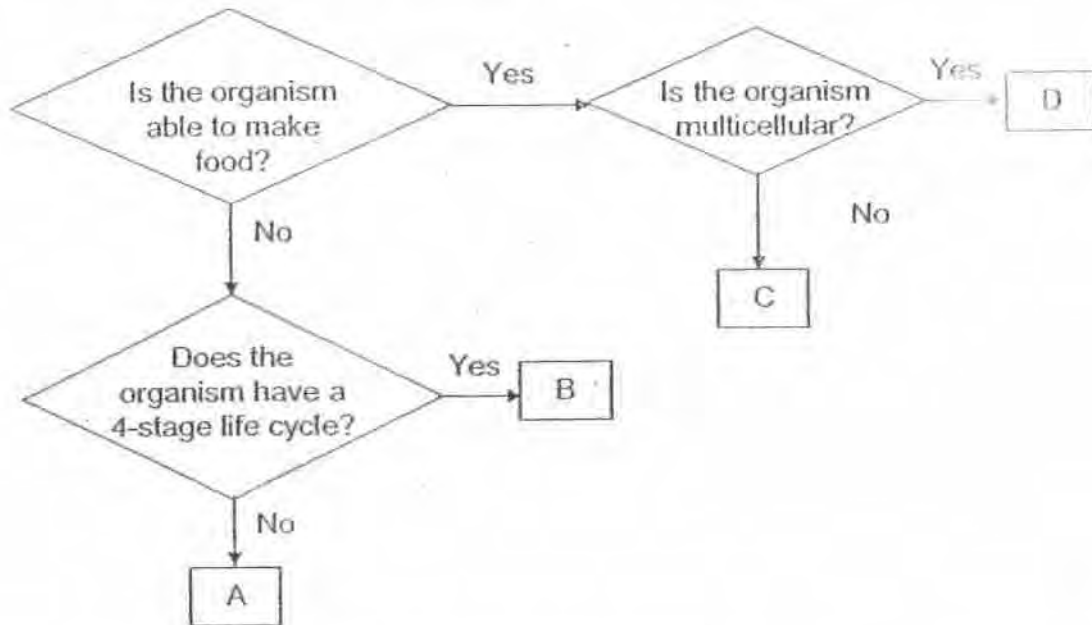 Is the organism
able to make
food?
Yes
Is the organism
multicellular?
Yes
D
No
No
C
Does the
organism have a
4-stage life cycle?
Yes
B
No
A